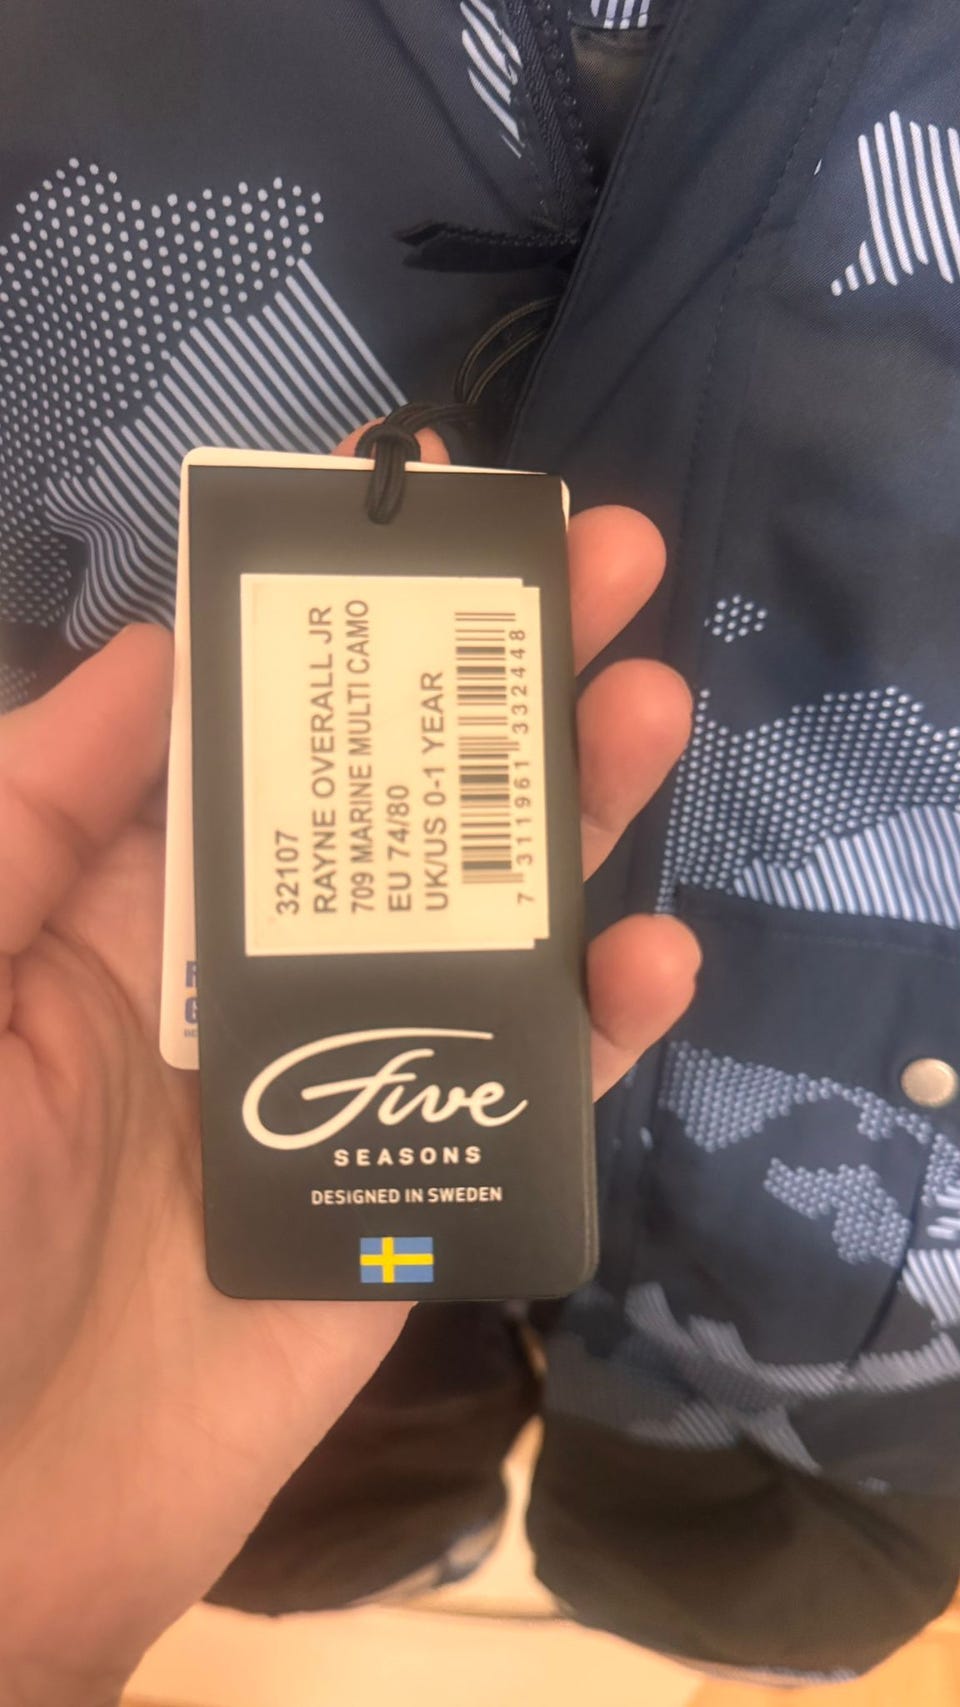 32107
RAYNE OVERALL JR
709 MARINE MULTI CAMO
EU 74/80
UK/US 0-1 YEAR
7 311961 332448
Five
SEASONS
DESIGNED IN SWEDEN